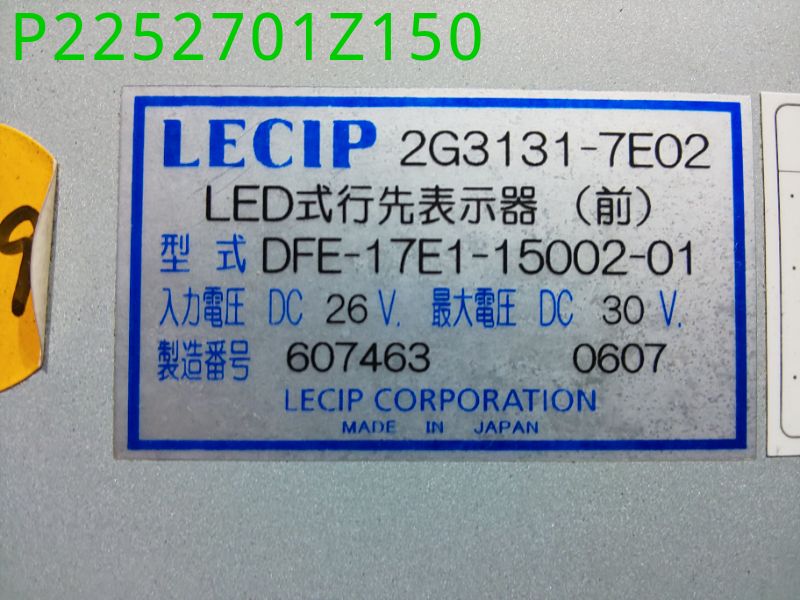 P2252701Z150
LECIP 2G3131-7E02
LED式行先表示器 (前)
型式 DFE-17E1-15002-01
入力電圧 DC 26 V. 最大電圧 DC 30 V.
製造番号 607463 0607
LECIP CORPORATION
MADE IN JAPAN
9